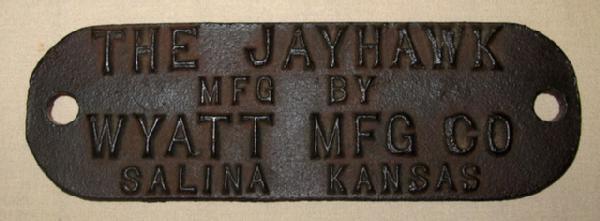 THE JAYHAWK
MFG BY
WYATT MFG CO
SALINA KANSAS